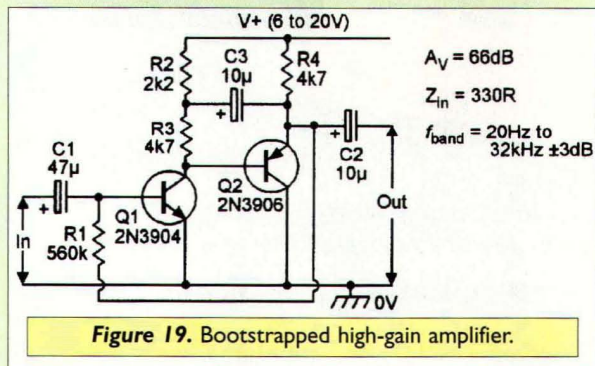 V+ (6 to 20V)
R2
2k2
C3
10µ
R4
4k7
+
R3
4k7
C1
47µ
+
Q1
2N3904
Q2
2N3906
+
C2
10µ
R1
560k
In
Out
0V
A_V = 66dB
Z_in = 330R
f_band = 20Hz to
32kHz ±3dB
Figure 19. Bootstrapped high-gain amplifier.